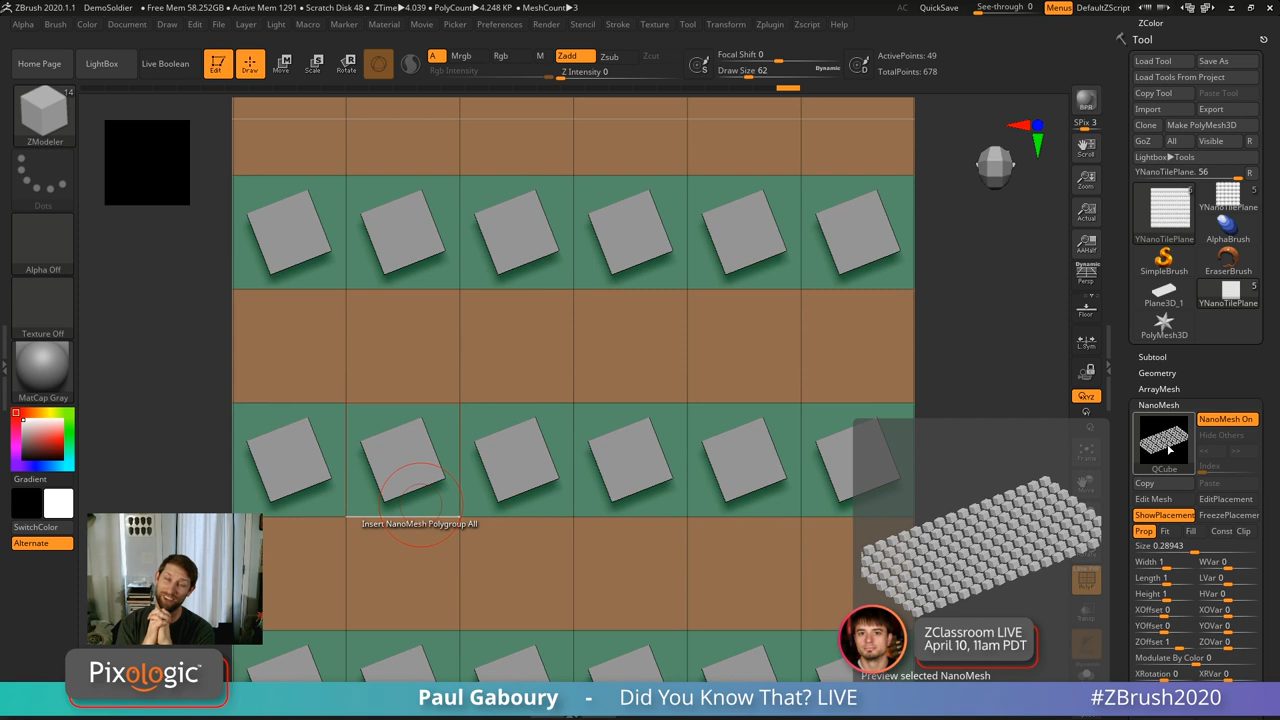 ZBrush 2020.1.1 DemoSoldier • Free Mem 58.252GB • Active Mem 1291 • Scratch Disk 48 • ZTime▶4.039 • PolyCount▶4.248 KP • MeshCount▶3 AC QuickSave See-through 0 Menus DefaultZScript
Alpha Brush Color Document Draw Edit File Layer Light Macro Marker Material Movie Picker Preferences Render Stencil Stroke Texture Tool Transform Zplugin Zscript Help
Home Page LightBox Live Boolean Edit Draw Move Scale Rotate
A Mrgb Rgb M Zadd Zsub Zcut
Rgb Intensity Z Intensity 0
Focal Shift 0
Draw Size 62 Dynamic
S
D
ActivePoints: 49
TotalPoints: 678
14
ZModeler
Dots
Alpha Off
Texture Off
MatCap Gray
Gradient
SwitchColor
Alternate
Insert NanoMesh Polygroup All
BPR
SPix 3
Scroll
Zoom
Actual
AAHalf
Dynamic
Persp
Floor
L.Sym
XYZ
Frame
Move
Transp
ZColor
Tool
Load Tool Save As
Load Tools From Project
Copy Tool Paste Tool
Import Export
Clone Make PolyMesh3D
GoZ All Visible R
Lightbox▶Tools
YNanoTilePlane. 56 R
6
5
YNanoTilePlane YNanoTilePlane
AlphaBrush
SimpleBrush EraserBrush
5
Plane3D_1 YNanoTilePlane
PolyMesh3D
Subtool
Geometry
ArrayMesh
NanoMesh
NanoMesh On
Hide Others
<< >>
Index
QCube
Copy Paste
Edit Mesh EditPlacement
ShowPlacement FreezePlacemer
Prop Fit Fill Const Clip
Size 0.28943
Width 1 WVar 0
Length 1 LVar 0
Height 1 HVar 0
XOffset 0 XOVar 0
YOffset 0 YOVar 0
ZOffset 1 ZOVar 0
Modulate By Color 0
XRotation 0 XRVar 0
Preview selected NanoMesh
ZClassroom LIVE
April 10, 11am PDT
Pixologic™
Paul Gaboury - Did You Know That? LIVE #ZBrush2020